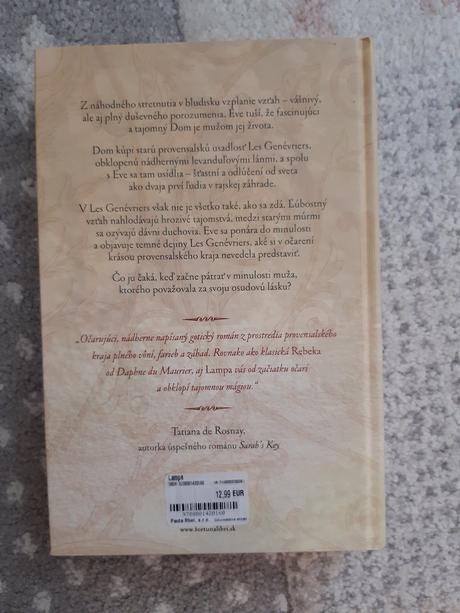 Z náhodného stretnutia v bludisku vzplanie vzťah – vášnivý,
ale aj plný duševného porozumenia. Eve tuší, že fascinujúci
a tajomný Dom je mužom jej života.
Dom kúpi starú provensalskú usadlosť Les Genévriers,
obklopenú nádhernými levanduľovými lánmi, a spolu
s Eve sa tam usídlia – šťastní a odlúčení od sveta
ako dvaja prví ľudia v rajskej záhrade.
V Les Genévriers však nie je všetko také, ako sa zdá. Ľúbostný
vzťah nahlodávajú hrozivé tajomstvá, medzi starými múrmi
sa ozývajú dávni duchovia. Eve sa ponára do minulosti
a objavuje temné dejiny Les Genévriers, aké si v očarení
krásou provensalského kraja nevedela predstaviť.
Čo ju čaká, keď začne pátrať v minulosti muža,
ktorého považovala za svoju osudovú lásku?
„Očarujúci, nádherne napísaný gotický román z prostredia provensalského
kraja plného vôní, farieb a záhad. Rovnako ako klasická Rebeka
od Daphne du Maurier, aj Lampa vás od začiatku očarí
a obklopí tajomnou mágiou.“
Tatiana de Rosnay,
autorka úspešného románu Sarah's Key
Lampa
12,99 EUR
9788081420160
www.fortunalibri.sk